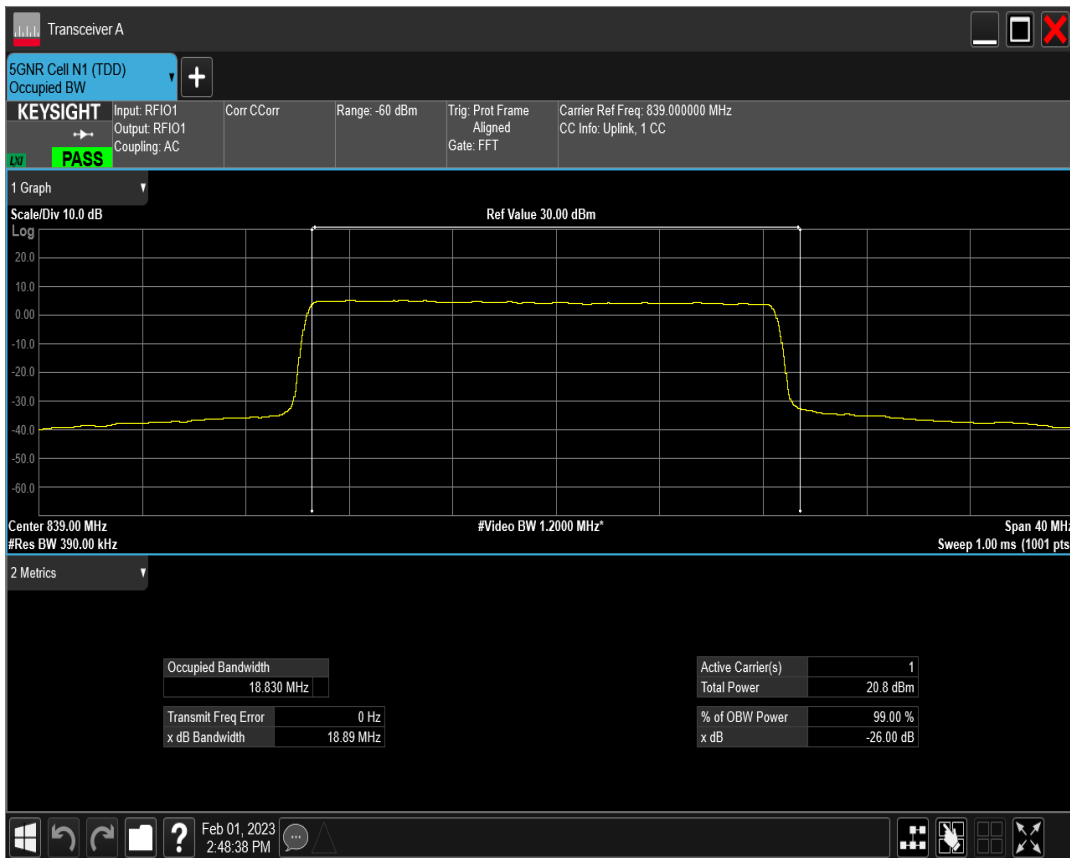 Transceiver A
5GNR Cell N1 (TDD)
Occupied BW
+
KEYSIGHT
LXI
PASS
Input: RFIO1
Output: RFIO1
Coupling: AC
Corr CCorr
Range: -60 dBm
Trig: Prot Frame
Aligned
Gate: FFT
Carrier Ref Freq: 839.000000 MHz
CC Info: Uplink, 1 CC
1 Graph
Scale/Div 10.0 dB
Ref Value 30.00 dBm
Log
20.0
10.0
0.00
-10.0
-20.0
-30.0
-40.0
-50.0
-60.0
Center 839.00 MHz
#Video BW 1.2000 MHz*
Span 40 MHz
#Res BW 390.00 kHz
Sweep 1.00 ms (1001 pts
2 Metrics
Occupied Bandwidth
18.830 MHz
Transmit Freq Error 0 Hz
x dB Bandwidth 18.89 MHz
Active Carrier(s) 1
Total Power 20.8 dBm
% of OBW Power 99.00 %
x dB -26.00 dB
?
Feb 01, 2023
2:48:38 PM